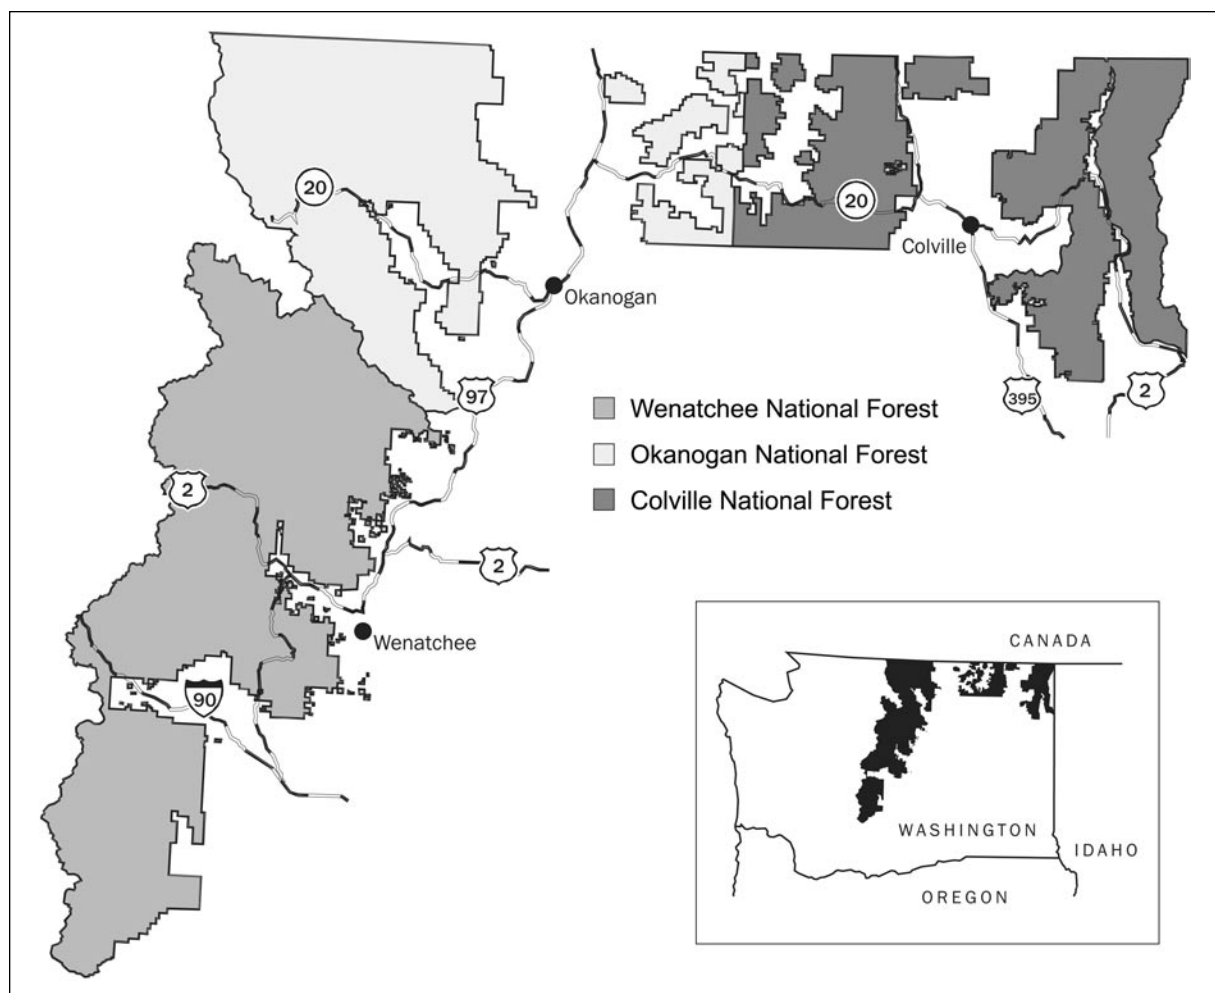 20
20
Colville
Okanogan
97
395
2
Wenatchee National Forest
Okanogan National Forest
Colville National Forest
2
2
Wenatchee
90
CANADA
WASHINGTON
IDAHO
OREGON